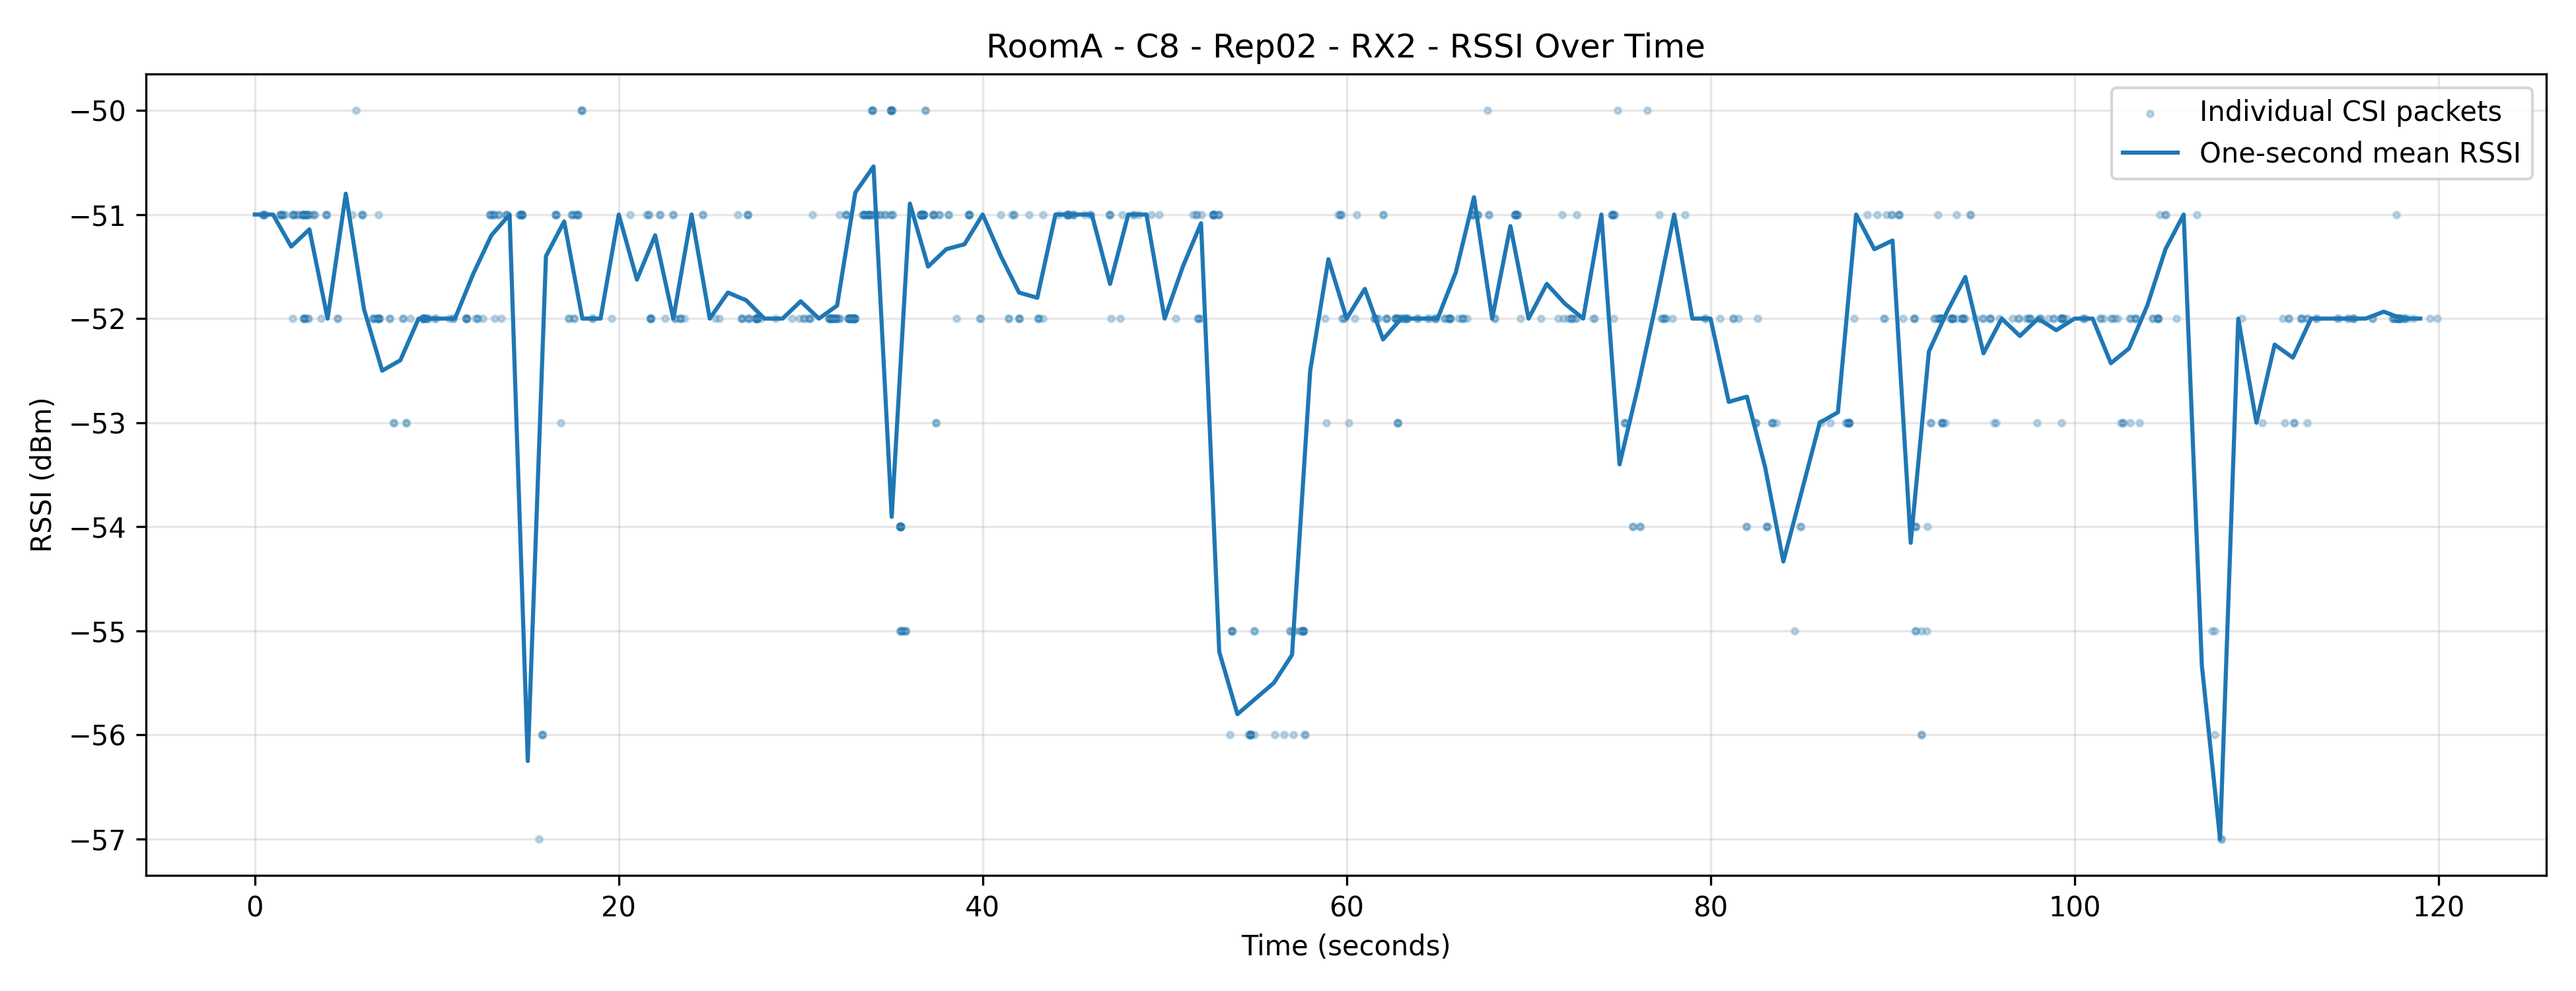 RoomA - C8 - Rep02 - RX2 - RSSI Over Time
Individual CSI packets
One-second mean RSSI
−50
−51
−52
−53
−54
−55
−56
−57
RSSI (dBm)
0 20 40 60 80 100 120
Time (seconds)